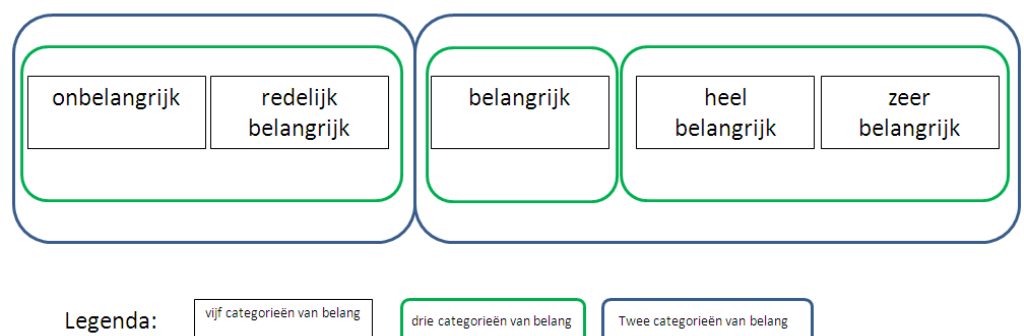 onbelangrijk
redelijk
belangrijk
belangrijk
heel
belangrijk
zeer
belangrijk
Legenda:
vijf categorieën van belang
drie categorieën van belang
Twee categorieën van belang